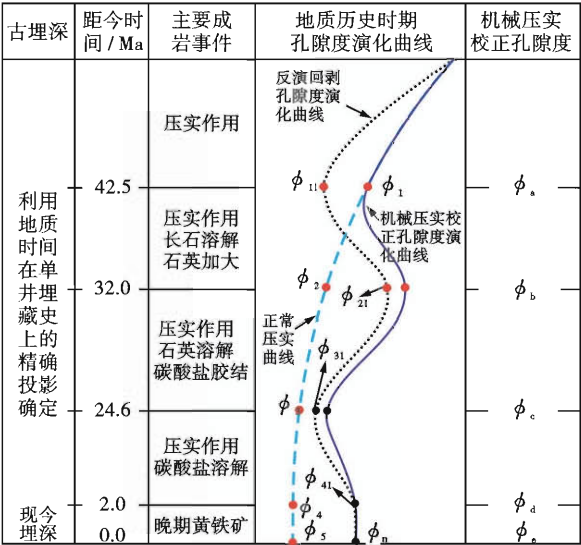 古埋深
距今时
间/Ma
主要成
岩事件
地质历史时期
孔隙度演化曲线
机械压实
校正孔隙度
反演回剥
孔隙度演
化曲线
压实作用
ϕ11
ϕ1
42.5
ϕa
利用
地质
时间
在单
井埋
藏史
上的
精确
投影
确定
压实作用
长石溶解
石英加大
机械压实校
正孔隙度演
化曲线
32.0
ϕ2
ϕ21
ϕb
正常
压实
曲线
压实作用
石英溶解
碳酸盐胶结
ϕ31
24.6
ϕ
ϕc
压实作用
碳酸盐溶解
ϕ41
2.0
ϕ4
ϕd
现今
埋深
晚期黄铁矿
0.0
ϕ5
ϕn
ϕe